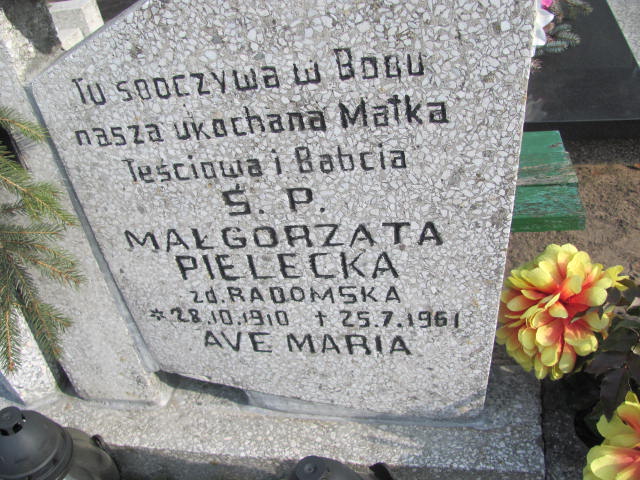 Tu spoczywa w Bogu
nasza ukochana Matka
Teściowa i Babcia
Ś. P.
MAŁGORZATA
PIELECKA
zd. RADOMSKA
* 28.10.1910 † 25.7.1961
AVE MARIA